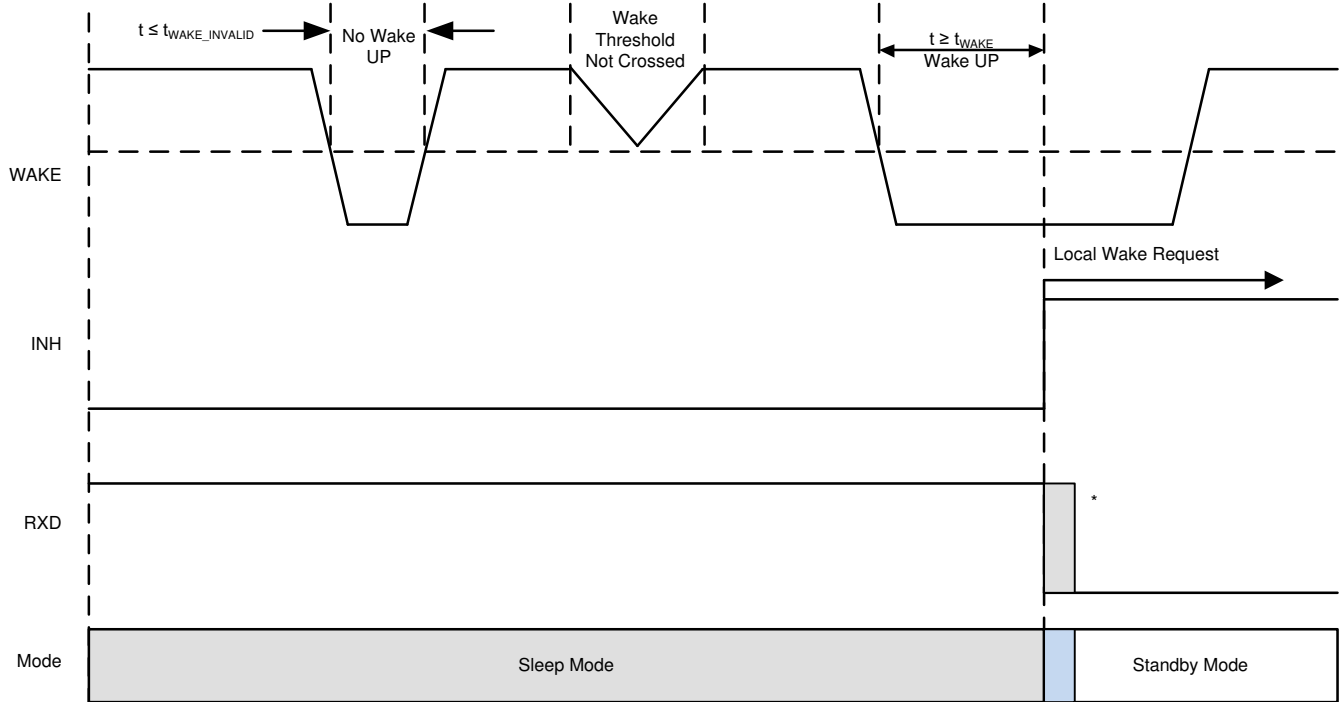 t ≤ tWAKE_INVALID
No Wake
UP
Wake
Threshold
Not Crossed
t ≥ tWAKE
Wake UP
WAKE
Local Wake Request
INH
RXD
*
Mode
Sleep Mode
Standby Mode